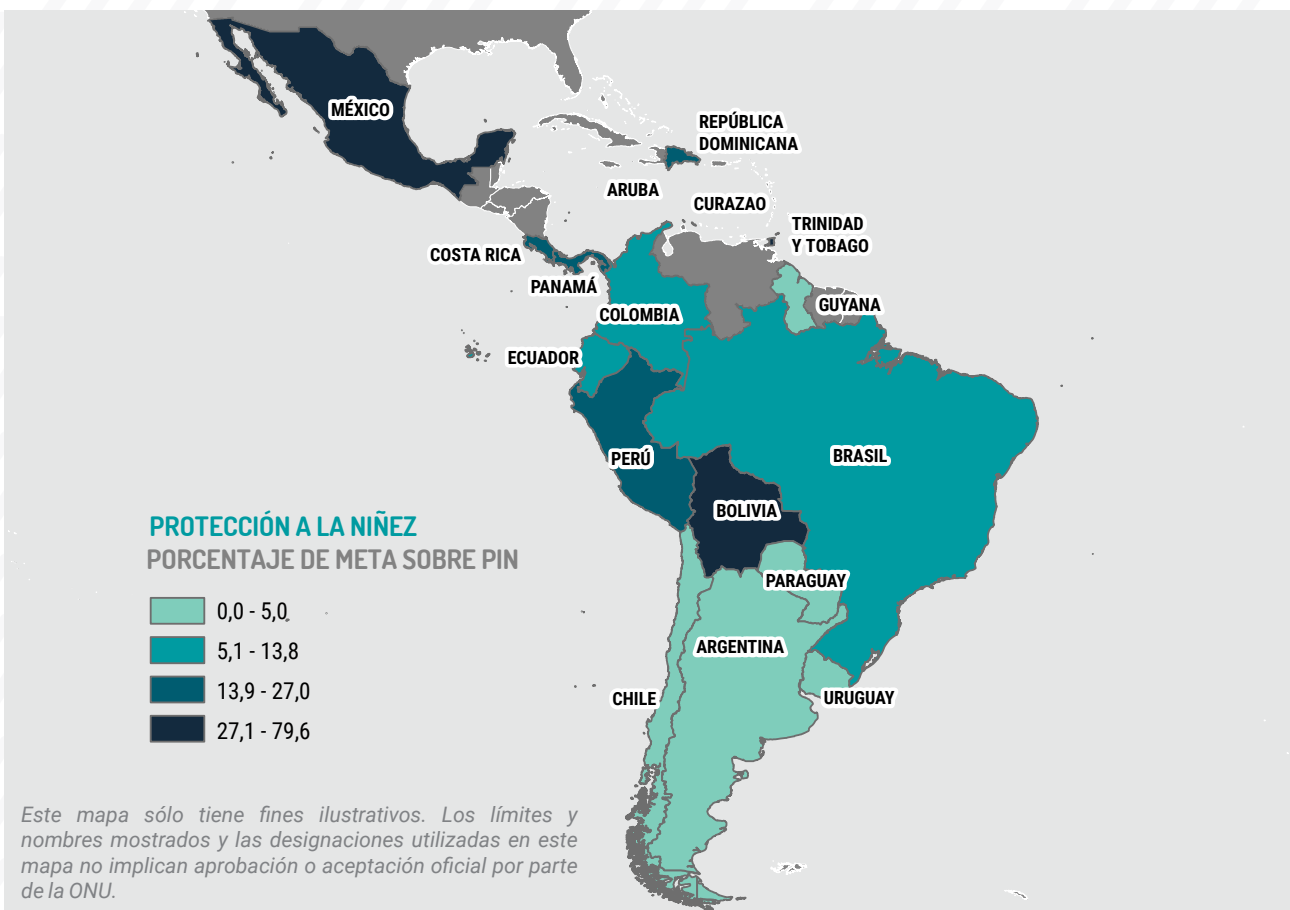 MÉXICO
REPÚBLICA
DOMINICANA
ARUBA
CURAZAO
TRINIDAD
Y TOBAGO
COSTA RICA
PANAMÁ
GUYANA
COLOMBIA
ECUADOR
PERÚ
BRASIL
BOLIVIA
PARAGUAY
ARGENTINA
CHILE
URUGUAY
PROTECCIÓN A LA NIÑEZ
PORCENTAJE DE META SOBRE PIN
0,0 - 5,0
5,1 - 13,8
13,9 - 27,0
27,1 - 79,6
Este mapa sólo tiene fines ilustrativos. Los límites y
nombres mostrados y las designaciones utilizadas en este
mapa no implican aprobación o aceptación oficial por parte
de la ONU.